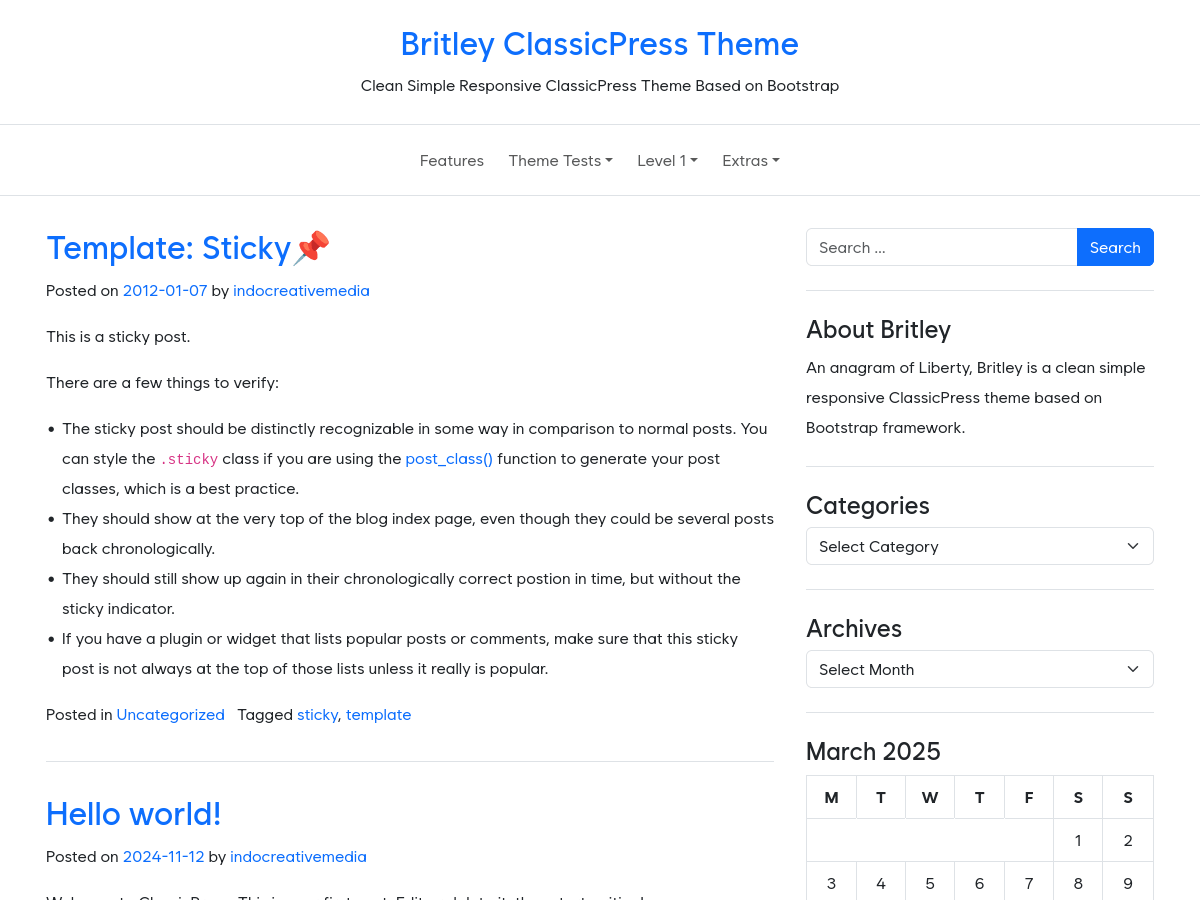 Britley ClassicPress Theme
Clean Simple Responsive ClassicPress Theme Based on Bootstrap
Features
Theme Tests
Level 1
Extras
Template: Sticky📌
Posted on 2012-01-07 by indocreativemedia
This is a sticky post.
There are a few things to verify:
• The sticky post should be distinctly recognizable in some way in comparison to normal posts. You
can style the .sticky class if you are using the post_class() function to generate your post
classes, which is a best practice.
• They should show at the very top of the blog index page, even though they could be several posts
back chronologically.
• They should still show up again in their chronologically correct postion in time, but without the
sticky indicator.
• If you have a plugin or widget that lists popular posts or comments, make sure that this sticky
post is not always at the top of those lists unless it really is popular.
Posted in Uncategorized Tagged sticky, template
Hello world!
Posted on 2024-11-12 by indocreativemedia
Search ...
Search
About Britley
An anagram of Liberty, Britley is a clean simple
responsive ClassicPress theme based on
Bootstrap framework.
Categories
Select Category
Archives
Select Month
March 2025
M T W T F S S
1 2
3 4 5 6 7 8 9